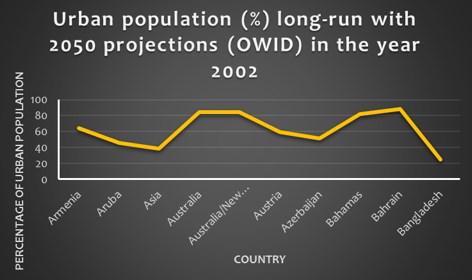 Urban population (%) long-run with
2050 projections (OWID) in the year
2002
PERCENTAGE OF URBAN POPULATION
100
80
60
40
20
0
Armenia
Aruba
Asia
Australia
Australia/New...
Austria
Azerbaijan
Bahamas
Bahrain
Bangladesh
COUNTRY